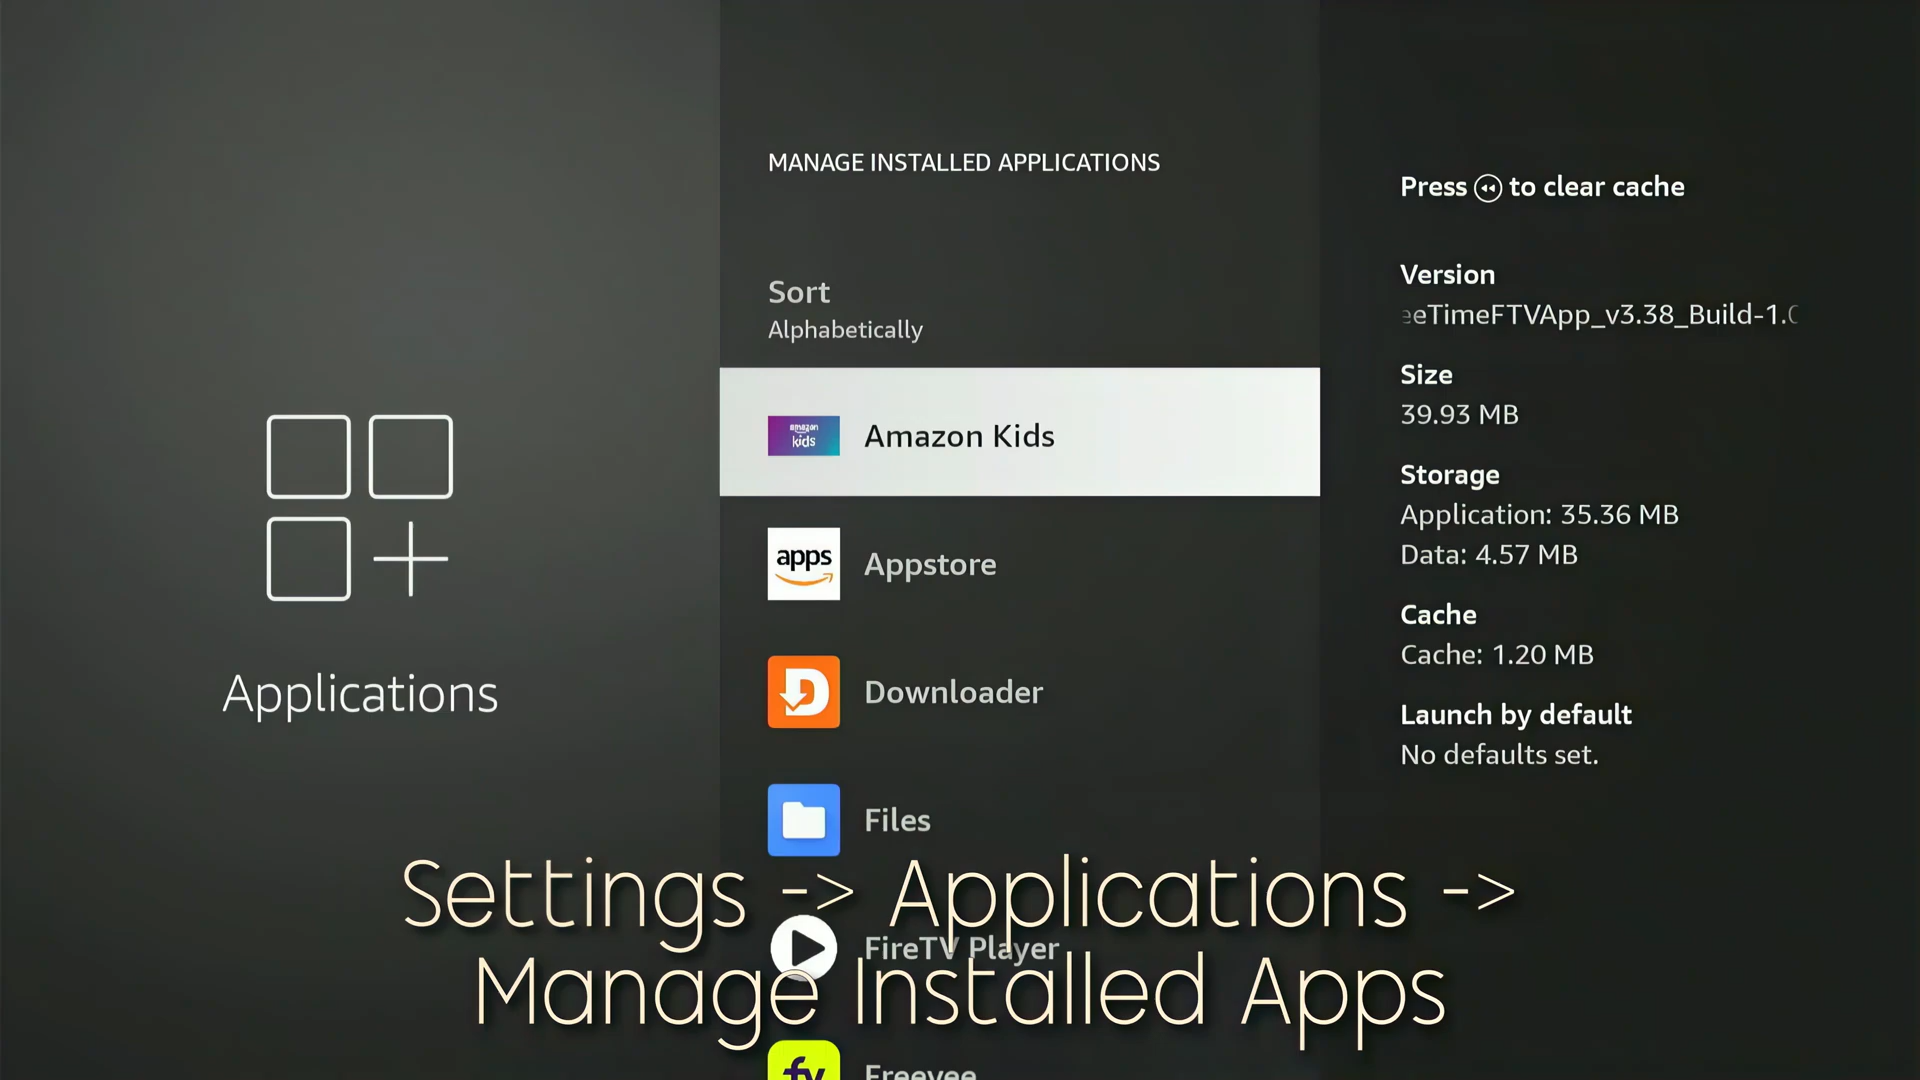 MANAGE INSTALLED APPLICATIONS
Sort
Alphabetically
amazon
kids
Amazon Kids
apps
Appstore
D
Downloader
Files
FireTV Player
fv
Freevee
Applications
Press to clear cache
Version
eeTimeFTVApp_v3.38_Build-1.0
Size
39.93 MB
Storage
Application: 35.36 MB
Data: 4.57 MB
Cache
Cache: 1.20 MB
Launch by default
No defaults set.
Settings -> Applications ->
Manage Installed Apps